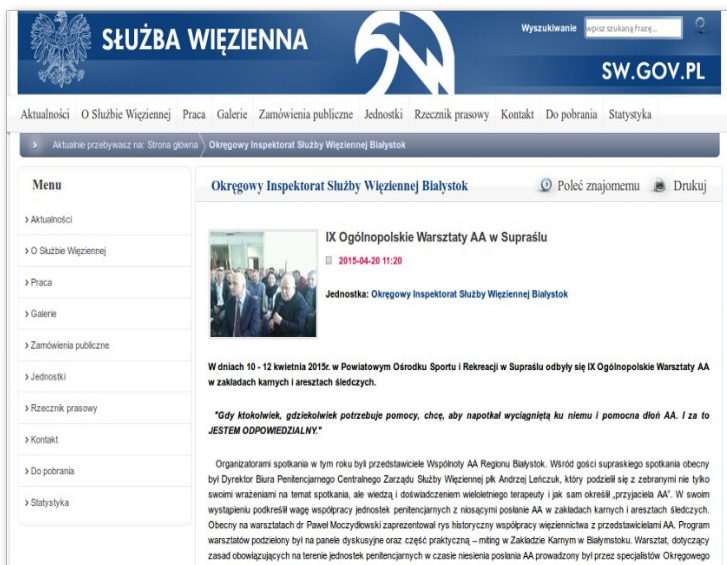 SŁUŻBA WIĘZIENNA
Wyszukiwanie wpisz szukaną frazę...
SW.GOV.PL
Aktualności O Służbie Więziennej Praca Galerie Zamówienia publiczne Jednostki Rzecznik prasowy Kontakt Do pobrania Statystyka
Aktualnie przebywasz na: Strona główna Okręgowy Inspektorat Służby Więziennej Białystok
Menu
> Aktualności
> O Służbie Więziennej
> Praca
> Galerie
> Zamówienia publiczne
> Jednostki
> Rzecznik prasowy
> Kontakt
> Do pobrania
> Statystyka
Okręgowy Inspektorat Służby Więziennej Białystok Poleć znajomemu Drukuj
IX Ogólnopolskie Warsztaty AA w Supraślu
2015-04-20 11:20
Jednostka: Okręgowy Inspektorat Służby Więziennej Białystok
W dniach 10 - 12 kwietnia 2015r. w Powiatowym Ośrodku Sportu i Rekreacji w Supraślu odbyły się IX Ogólnopolskie Warsztaty AA
w zakładach karnych i aresztach śledczych.
"Gdy ktokolwiek, gdziekolwiek potrzebuje pomocy, chcę, aby napotkał wyciągniętą ku niemu i pomocna dłoń AA. I za to
JESTEM ODPOWIEDZIALNY."
Organizatorami spotkania w tym roku byli przedstawiciele Wspólnoty AA Regionu Białystok. Wśród gości supraskiego spotkania obecny
był Dyrektor Biura Penitencjarnego Centralnego Zarządu Służby Więziennej płk Andrzej Leńczuk, który podzielił się z zebranymi nie tylko
swoimi wrażeniami na temat spotkania, ale wiedzą i doświadczeniem wieloletniego terapeuty i jak sam określił „przyjaciela AA”. W swoim
wystąpieniu podkreślił wagę współpracy jednostek penitencjarnych z niosącymi posłanie AA w zakładach karnych i aresztach śledczych.
Obecny na warsztatach dr Paweł Moczydłowski zaprezentował rys historyczny współpracy więziennictwa z przedstawicielami AA. Program
warsztatów podzielony był na panele dyskusyjne oraz część praktyczną – miting w Zakładzie Karnym w Białymstoku. Warsztat, dotyczący
zasad obowiązujących na terenie jednostek penitencjarnych w czasie niesienia posłania AA prowadzony był przez specjalistów Okręgowego